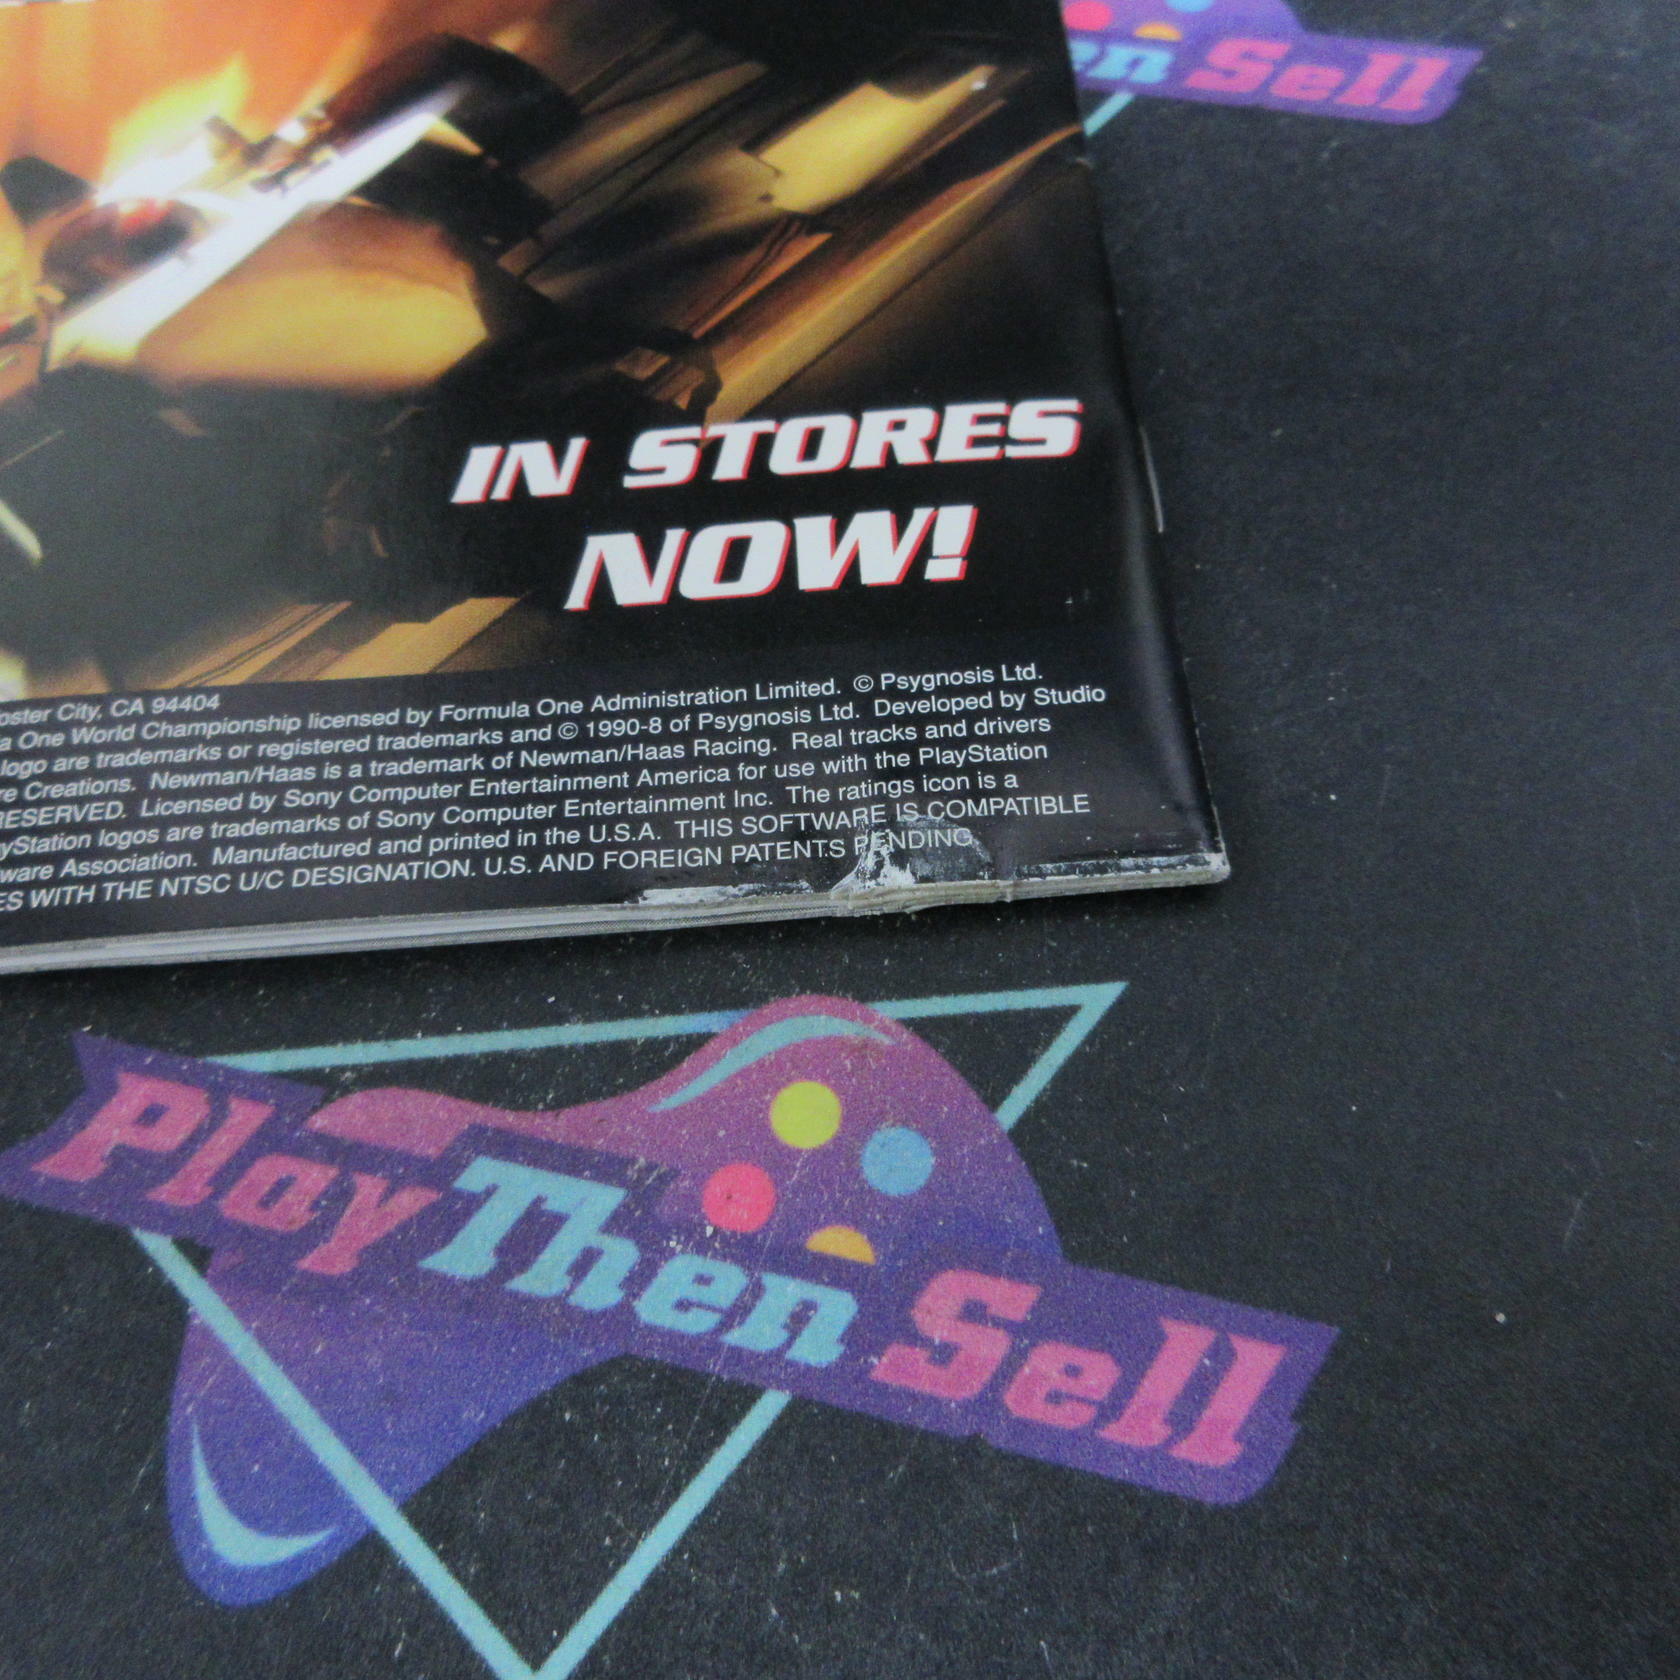 en Sell
IN STORES
NOW!
oster City, CA 94404
a One World Championship licensed by Formula One Administration Limited. © Psygnosis Ltd.
logo are trademarks or registered trademarks and © 1990-8 of Psygnosis Ltd. Developed by Studio
re Creations. Newman/Haas is a trademark of Newman/Haas Racing. Real tracks and drivers
RESERVED. Licensed by Sony Computer Entertainment America for use with the PlayStation
yStation logos are trademarks of Sony Computer Entertainment Inc. The ratings icon is a
ware Association. Manufactured and printed in the U.S.A. THIS SOFTWARE IS COMPATIBLE
ES WITH THE NTSC U/C DESIGNATION. U.S. AND FOREIGN PATENTS PENDING
Play Then Sell